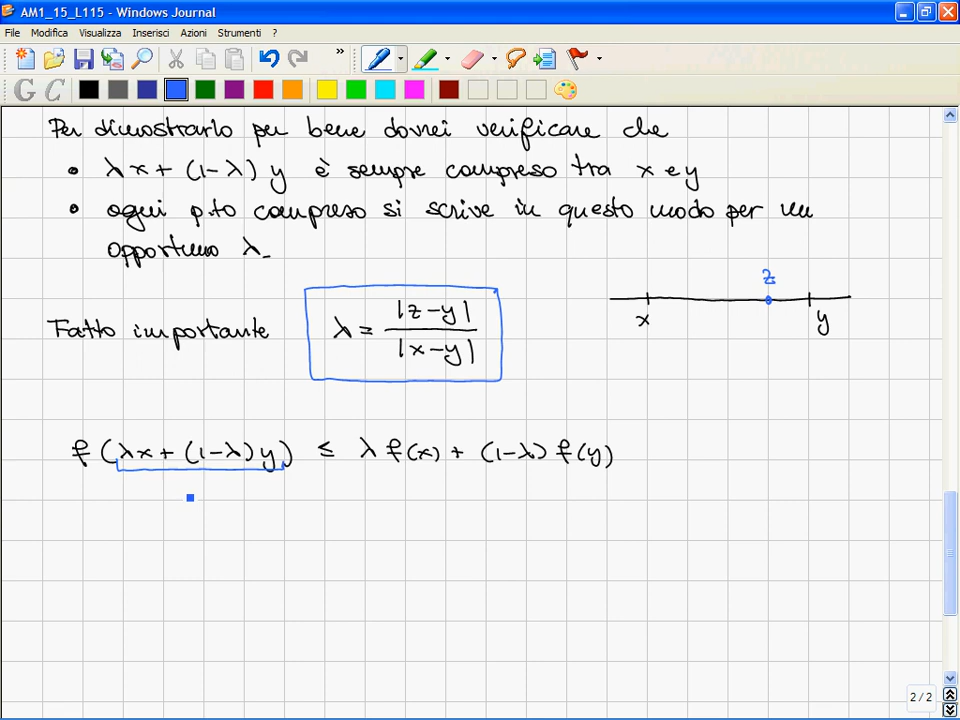 AM1_15_L115 - Windows Journal
File Modifica Visualizza Inserisci Azioni Strumenti ?
Per dimostrarlo per bene dovrei verificare che
• λx + (1-λ) y è sempre compreso tra x e y
• ogni p.to compreso si scrive in questo modo per un
opportuno λ.
z
x y
Fatto importante λ = |z-y| / |x-y|
f (λx + (1-λ) y) ≤ λ f(x) + (1-λ) f(y)
2 / 2